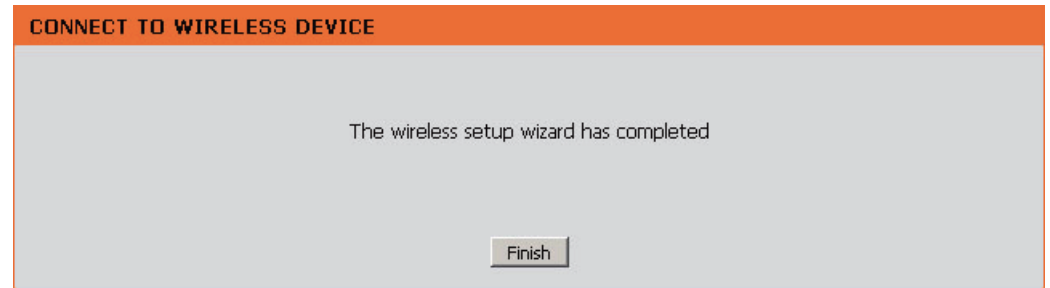 CONNECT TO WIRELESS DEVICE
The wireless setup wizard has completed
Finish